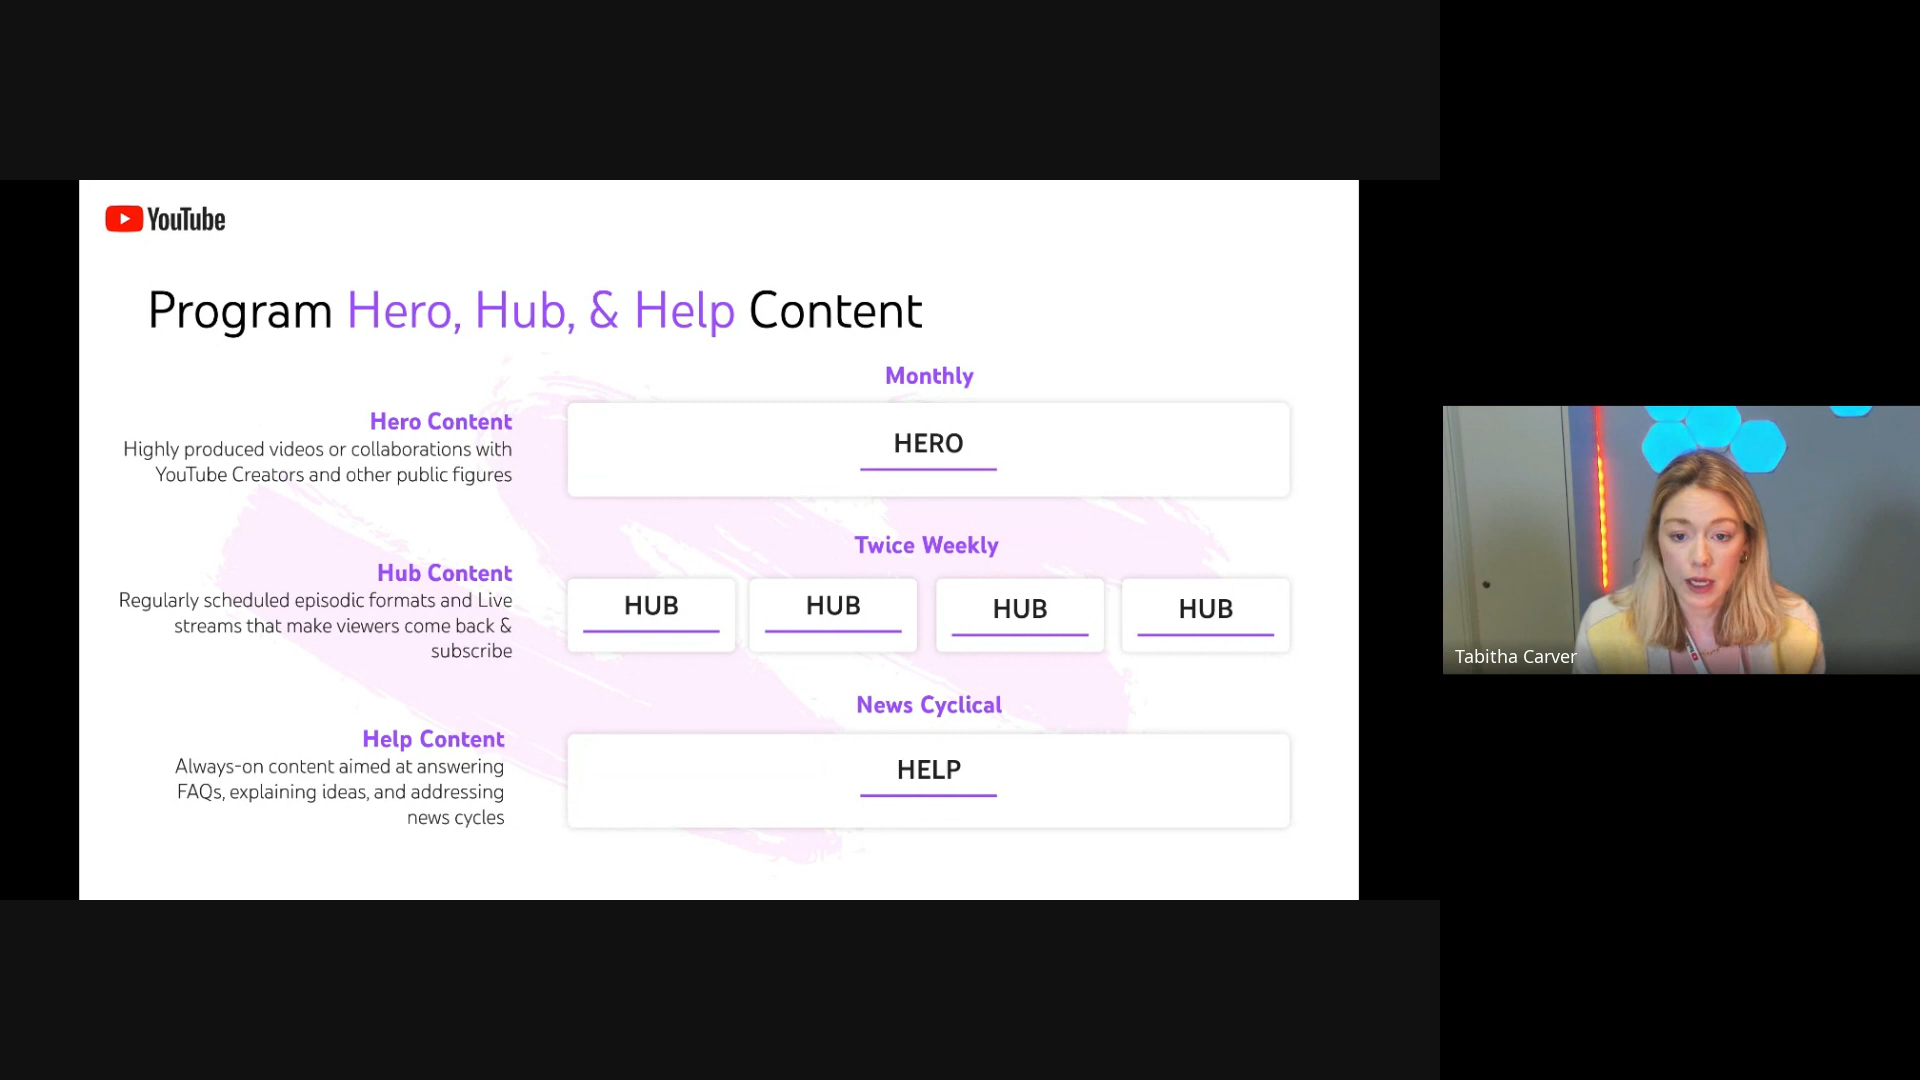 YouTube
Program Hero, Hub, & Help Content
Monthly
Hero Content
Highly produced videos or collaborations with
YouTube Creators and other public figures
HERO
Twice Weekly
Hub Content
Regularly scheduled episodic formats and Live
streams that make viewers come back &
subscribe
HUB
HUB
HUB
HUB
News Cyclical
Help Content
Always-on content aimed at answering
FAQs, explaining ideas, and addressing
news cycles
HELP
Tabitha Carver